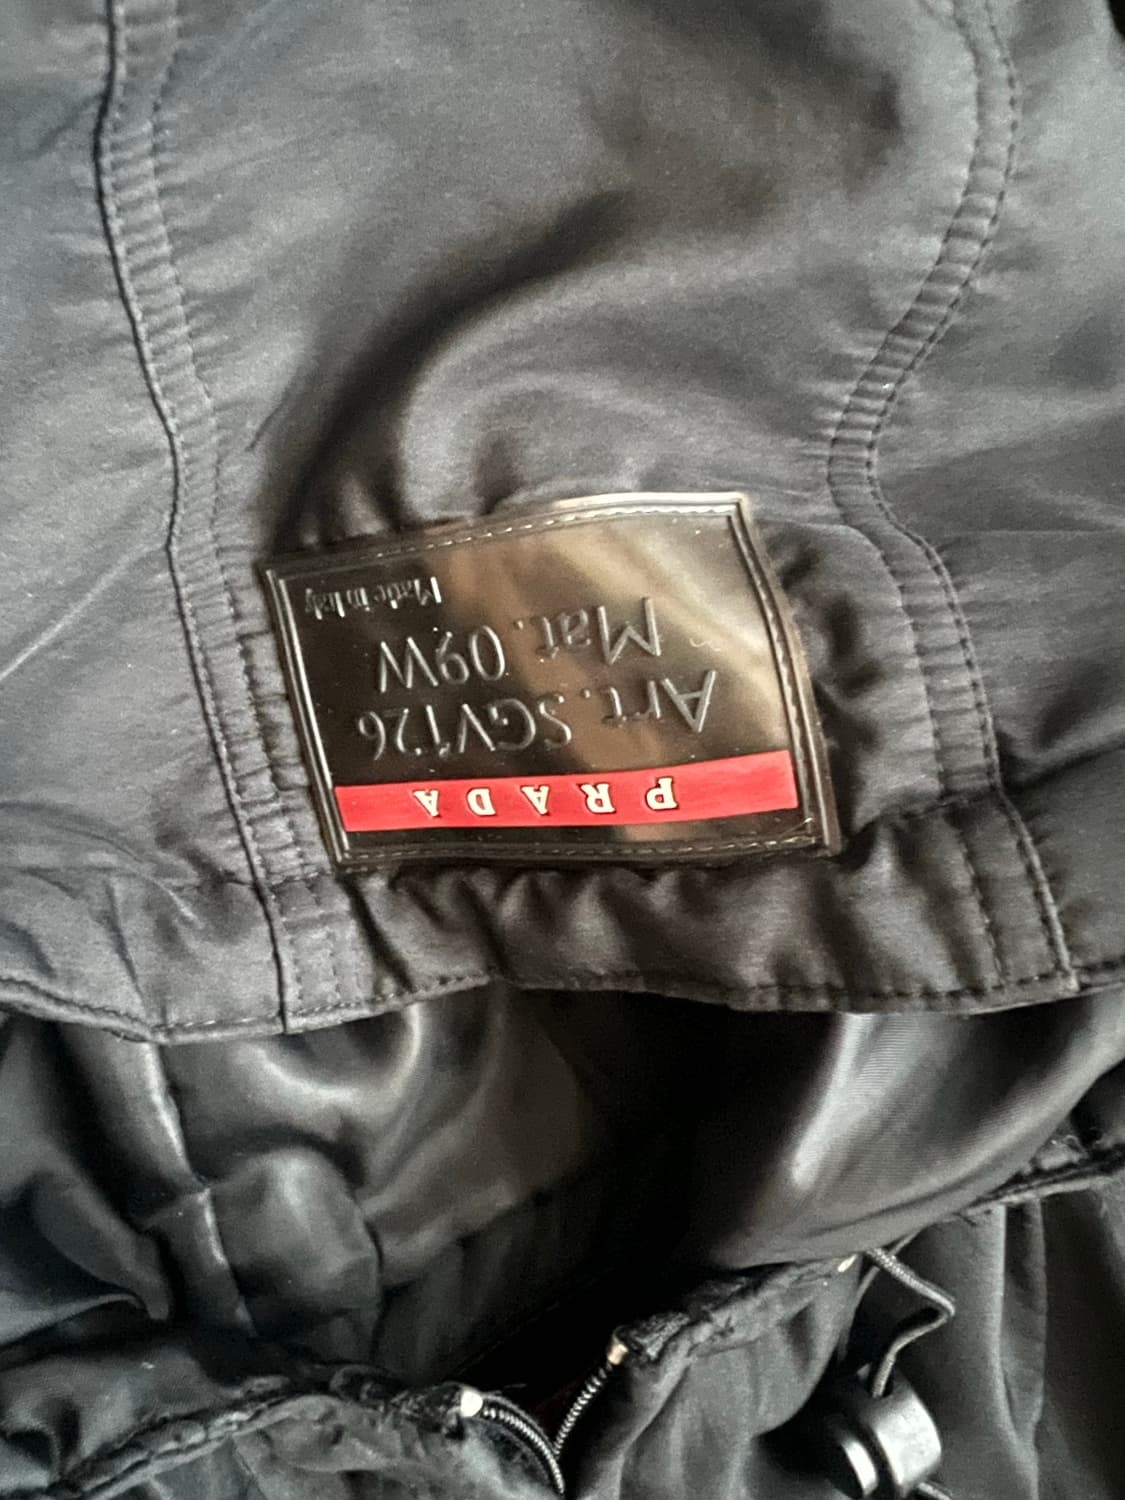 PRADA
Art. SGV126
Mat. 09W
Made in Italy